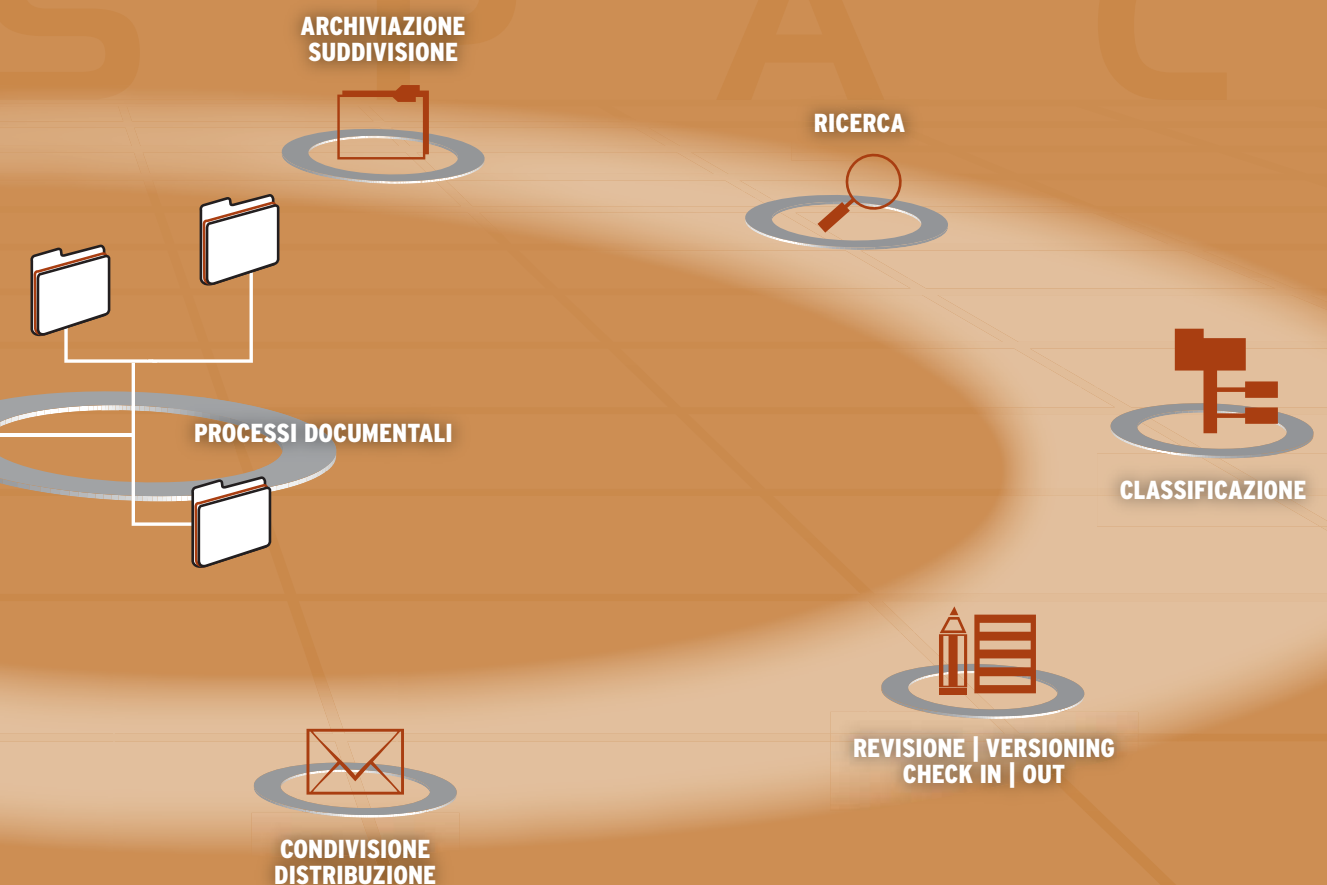 S P A C
ARCHIVIAZIONE
SUDDIVISIONE
RICERCA
PROCESSI DOCUMENTALI
CLASSIFICAZIONE
REVISIONE | VERSIONING
CHECK IN | OUT
CONDIVISIONE
DISTRIBUZIONE